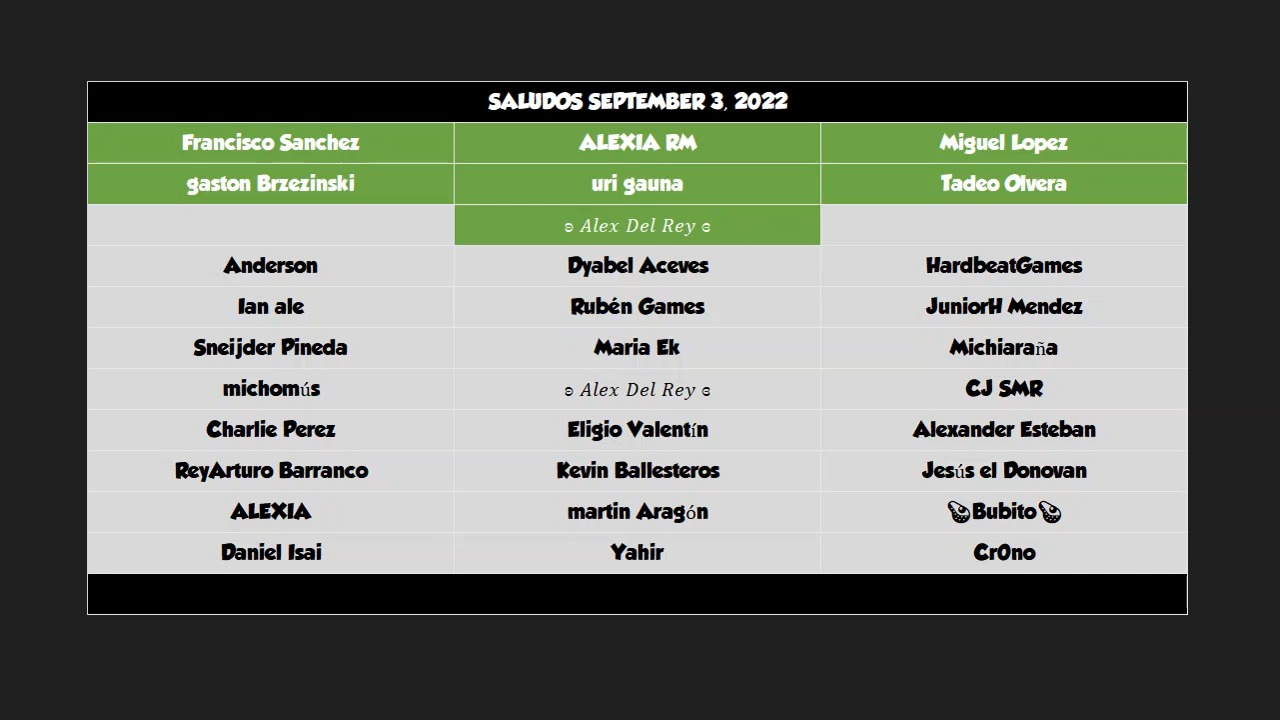 SALUDOS SEPTEMBER 3, 2022
Francisco Sanchez ALEXIA RM Miguel Lopez
gaston Brzezinski uri gauna Tadeo Olvera
ʚ Alex Del Rey ɞ
Anderson Dyabel Aceves HardbeatGames
Ian ale Rubén Games JuniorH Mendez
Sneijder Pineda Maria Ek Michiaraña
michomús ʚ Alex Del Rey ɞ CJ SMR
Charlie Perez Eligio Valentín Alexander Esteban
ReyArturo Barranco Kevin Ballesteros Jesús el Donovan
ALEXIA martin Aragón 🍉Bubito🍉
Daniel Isai Yahir Cr0no